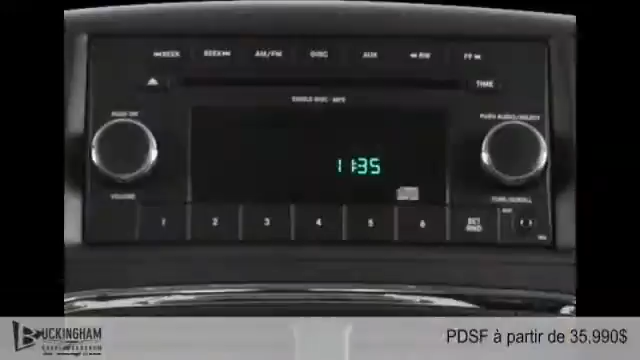 SEEK SEEK AM/FM DISC AUX RW FF
TIME
SINGLE DISC - MP3
PUSH ON PUSH AUDIO/SELECT
11:35
VOLUME TUNE/SCROLL
1 2 3 4 5 6 SET RND
BUCKINGHAM
PDSF à partir de 35,990$